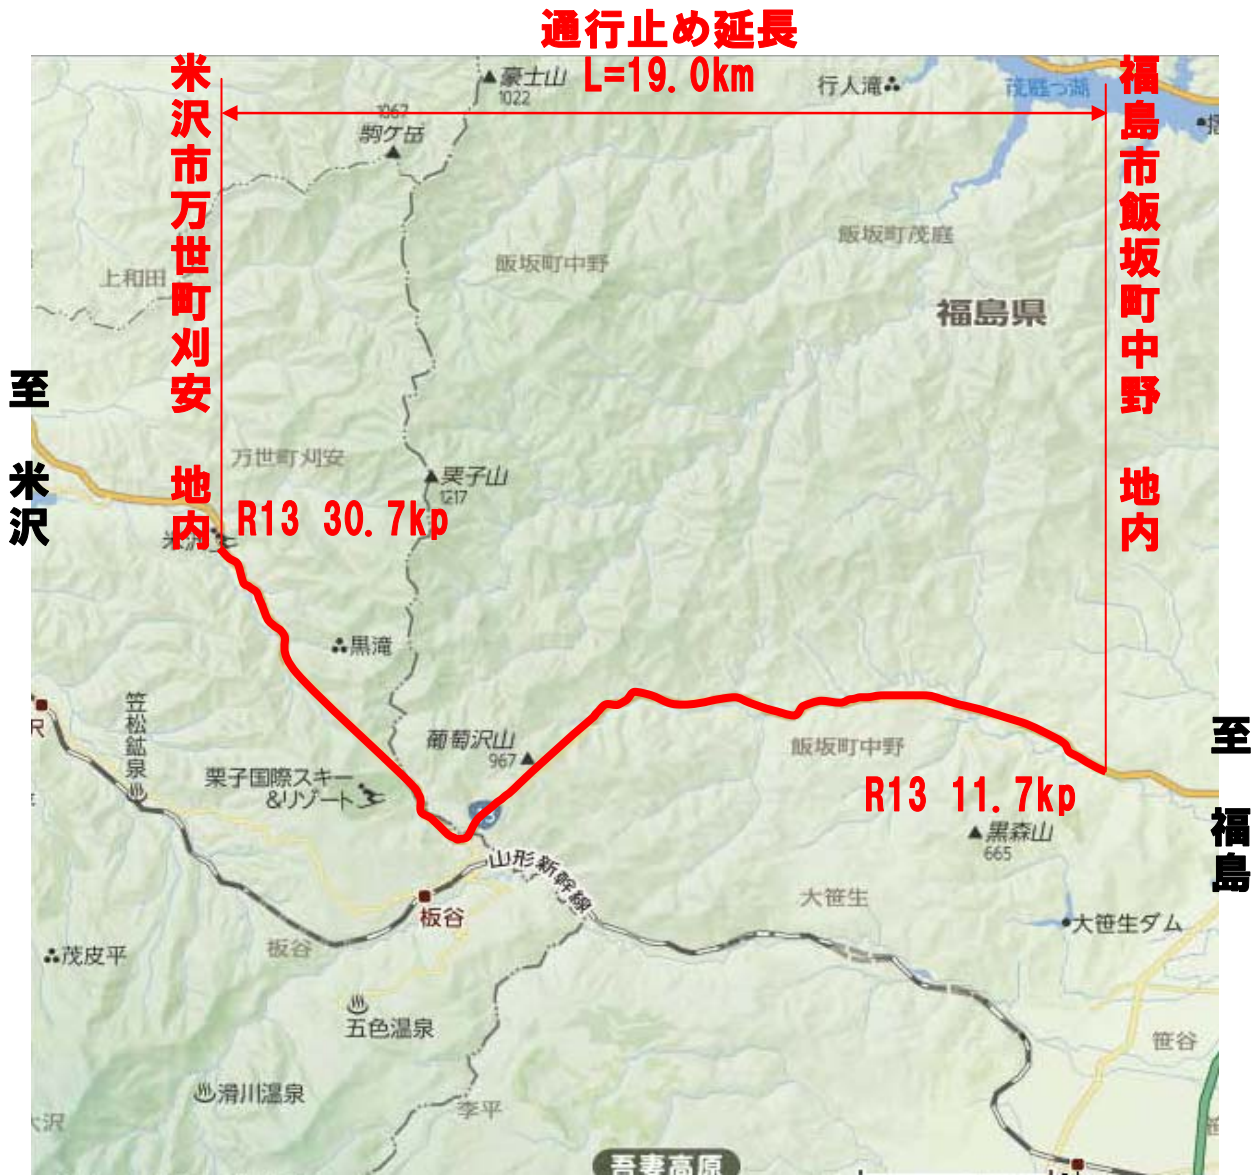 通行止め延長
L=19.0km
米沢市万世町刈安 地内
福島市飯坂町中野 地内
豪士山
1022
行人滝
茂庭っ湖
1067
駒ケ岳
飯坂町茂庭
飯坂町中野
上和田
福島県
至 米沢
万世町刈安
栗子山
1217
R13 30.7kp
米沢
黒滝
笠松鉱泉
葡萄沢山
967
飯坂町中野
至 福島
栗子国際スキー
&リゾート
R13 11.7kp
13
黒森山
665
山形新幹線
板谷
大笹生
大笹生ダム
板谷
茂皮平
五色温泉
笹谷
滑川温泉
李平
吾妻高原